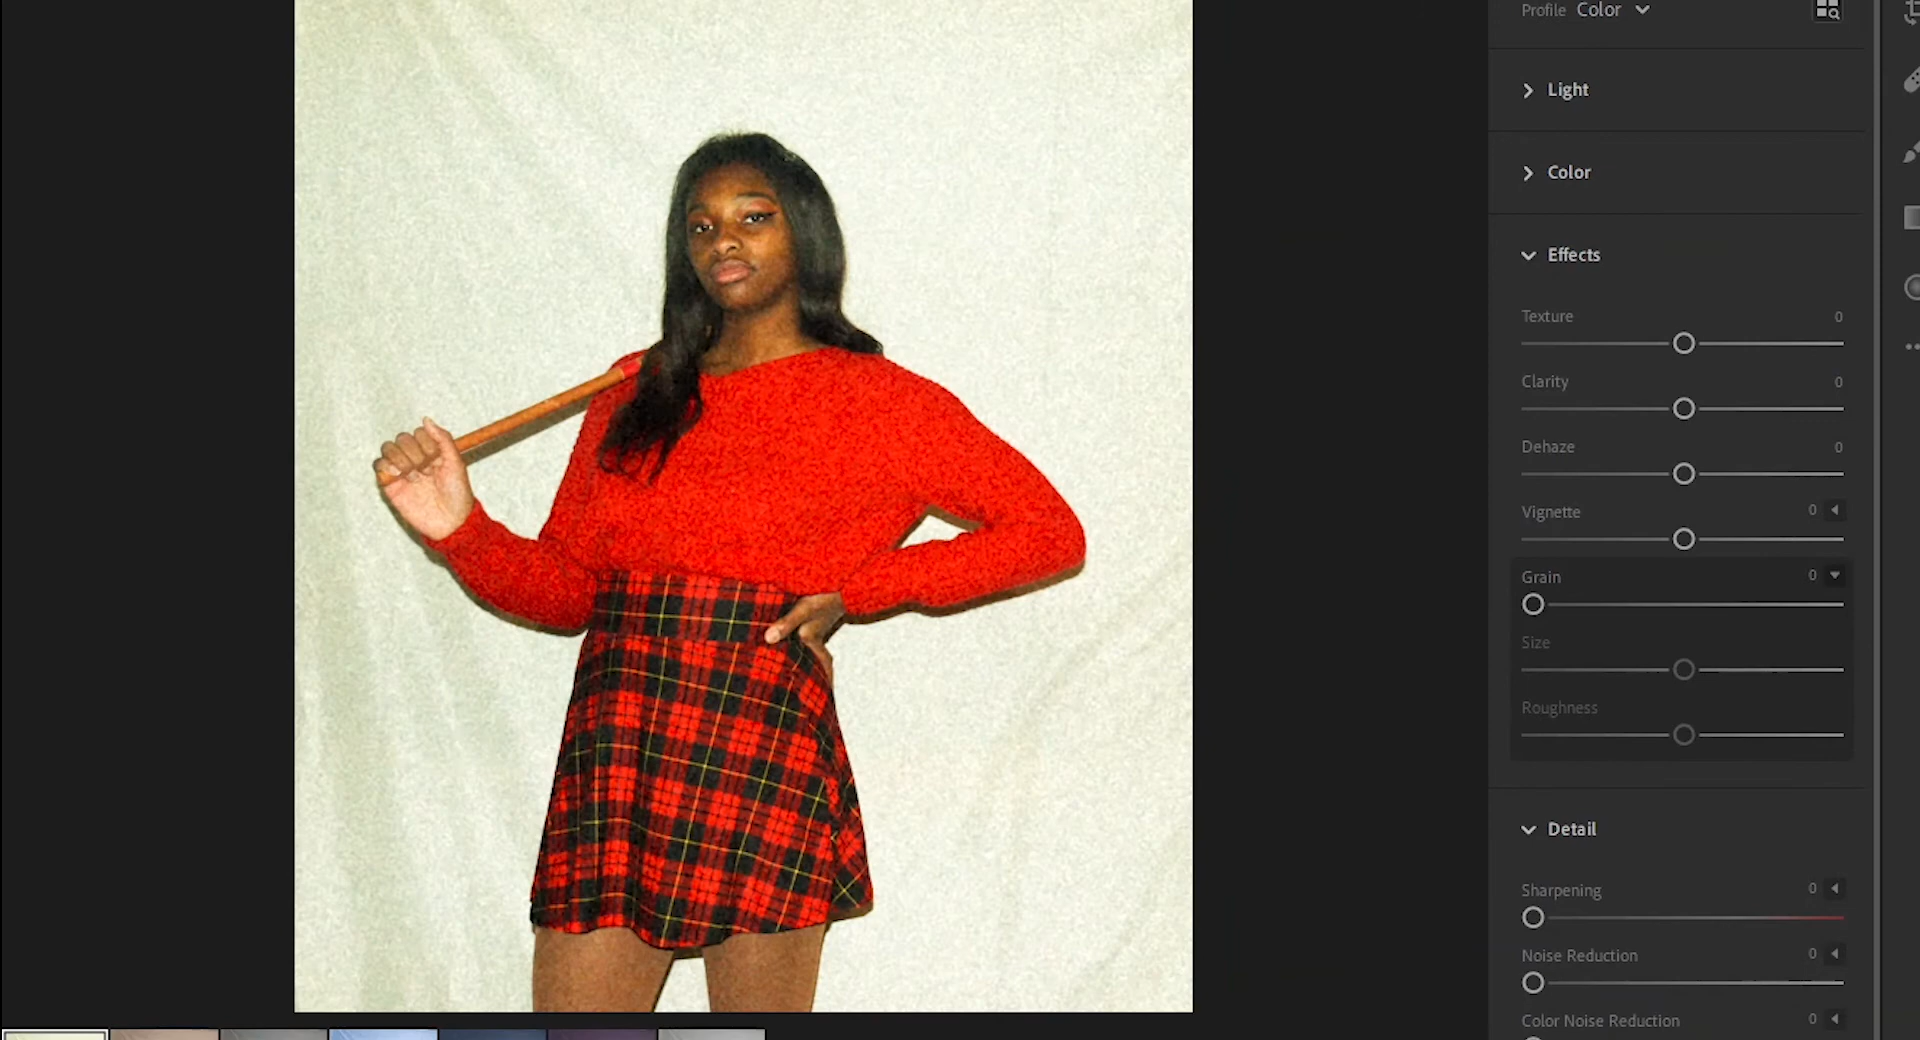 Profile Color
Light
Color
Effects
Texture 0
Clarity 0
Dehaze 0
Vignette 0
Grain 0
Size
Roughness
Detail
Sharpening 0
Noise Reduction 0
Color Noise Reduction 0